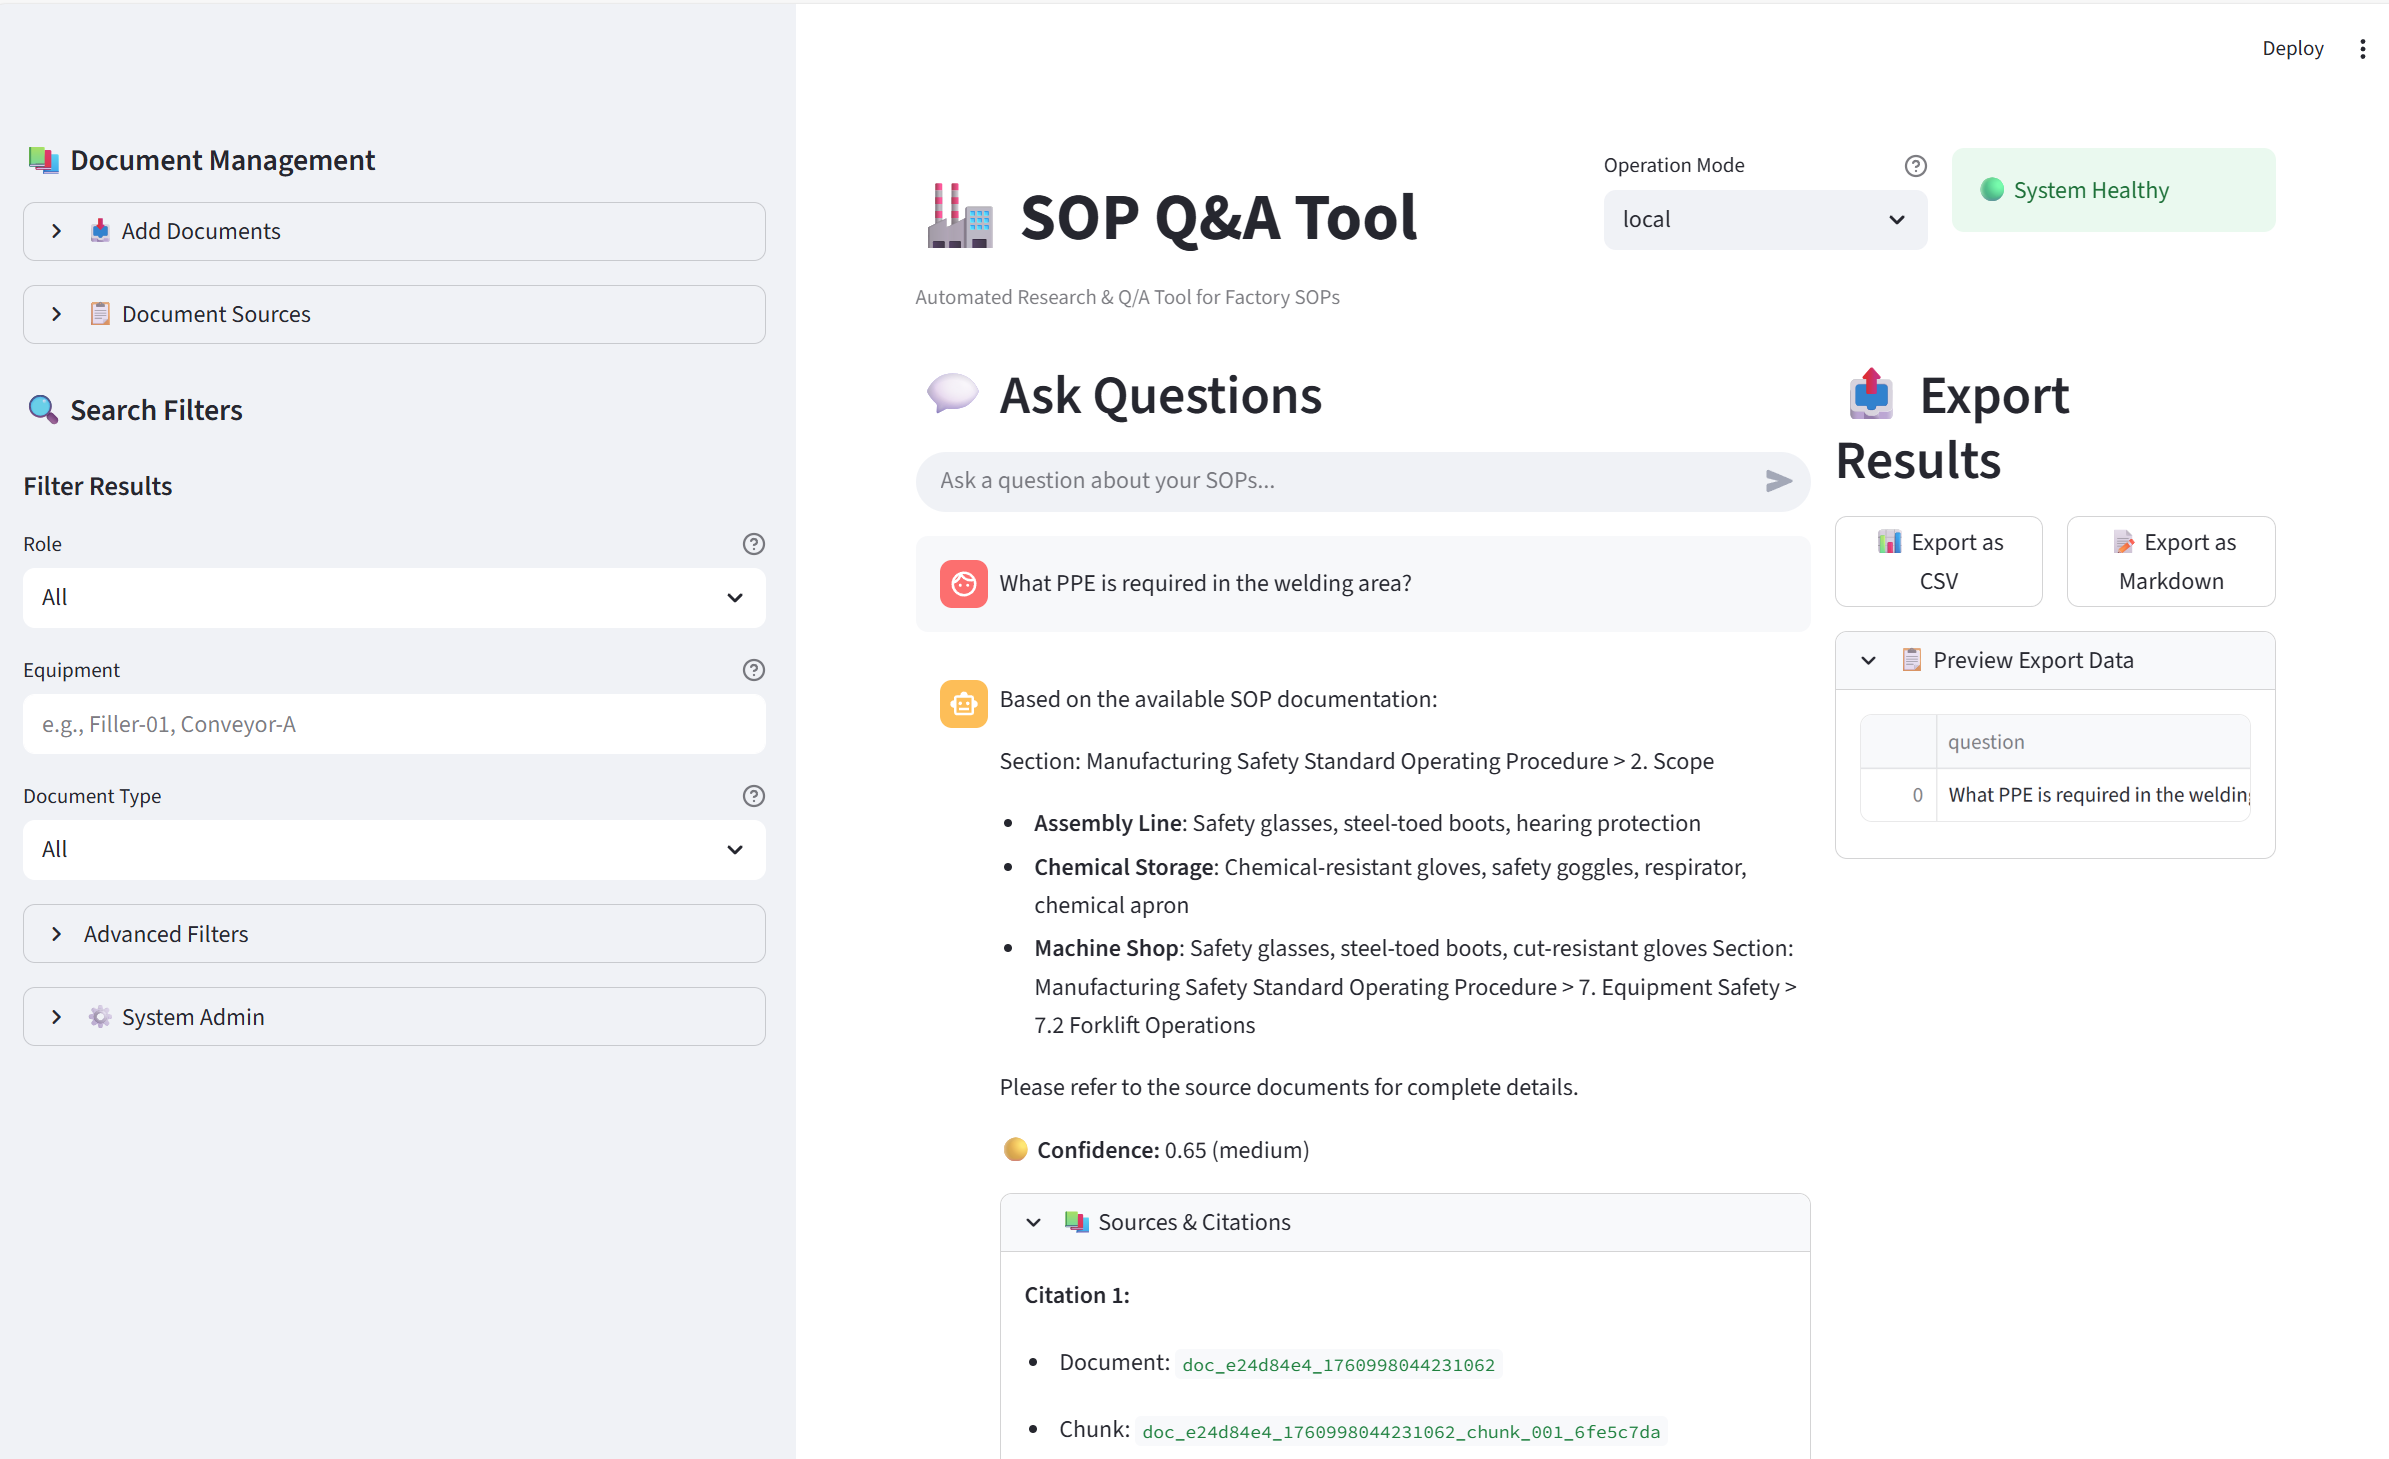 Deploy
Document Management
Add Documents
Document Sources
Search Filters
Filter Results
Role
All
Equipment
e.g., Filler-01, Conveyor-A
Document Type
All
Advanced Filters
System Admin
SOP Q&A Tool
Operation Mode
local
System Healthy
Automated Research & Q/A Tool for Factory SOPs
Ask Questions
Ask a question about your SOPs...
What PPE is required in the welding area?
Based on the available SOP documentation:
Section: Manufacturing Safety Standard Operating Procedure > 2. Scope
Assembly Line: Safety glasses, steel-toed boots, hearing protection
Chemical Storage: Chemical-resistant gloves, safety goggles, respirator,
chemical apron
Machine Shop: Safety glasses, steel-toed boots, cut-resistant gloves Section:
Manufacturing Safety Standard Operating Procedure > 7. Equipment Safety >
7.2 Forklift Operations
Please refer to the source documents for complete details.
Confidence: 0.65 (medium)
Sources & Citations
Citation 1:
Document: doc_e24d84e4_1760998044231062
Chunk: doc_e24d84e4_1760998044231062_chunk_001_6fe5c7da
Export
Results
Export as
CSV
Export as
Markdown
Preview Export Data
question
0 What PPE is required in the welding